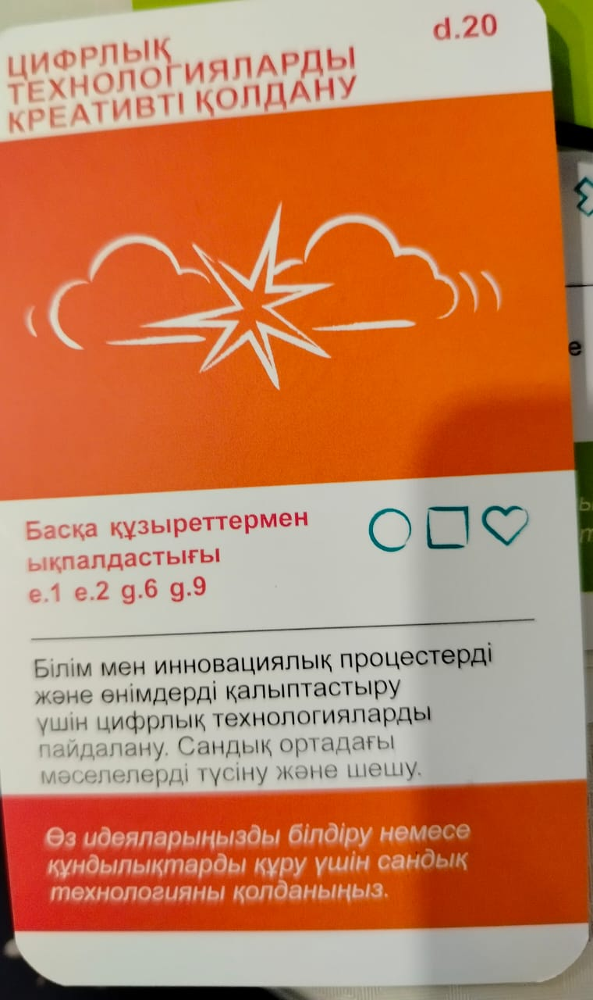 d.20
ЦИФРЛЫҚ
ТЕХНОЛОГИЯЛАРДЫ
КРЕАТИВТІ ҚОЛДАНУ
Басқа құзыреттермен
ықпалдастығы
e.1 e.2 g.6 g.9
Білім мен инновациялық процестерді
және өнімдерді қалыптастыру
үшін цифрлық технологияларды
пайдалану. Сандық ортадағы
мәселелерді түсіну және шешу.
Өз идеяларыңызды білдіру немесе
құндылықтарды құру үшін сандық
технологияны қолданыңыз.
е